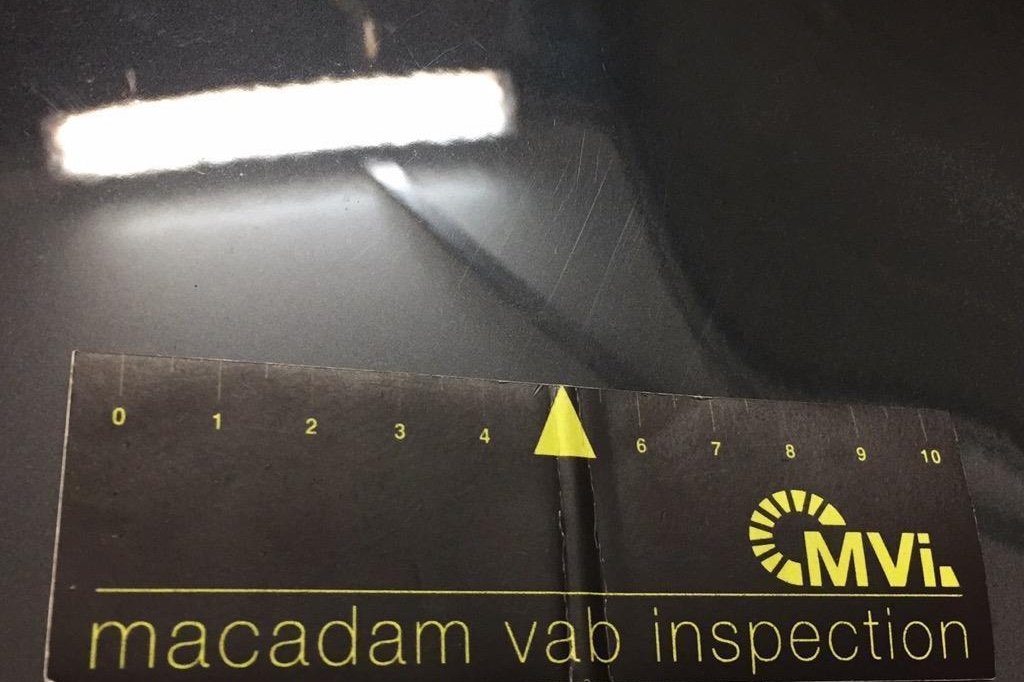 0 1 2 3 4 6 7 8 9 10
MVi
macadam vab inspection